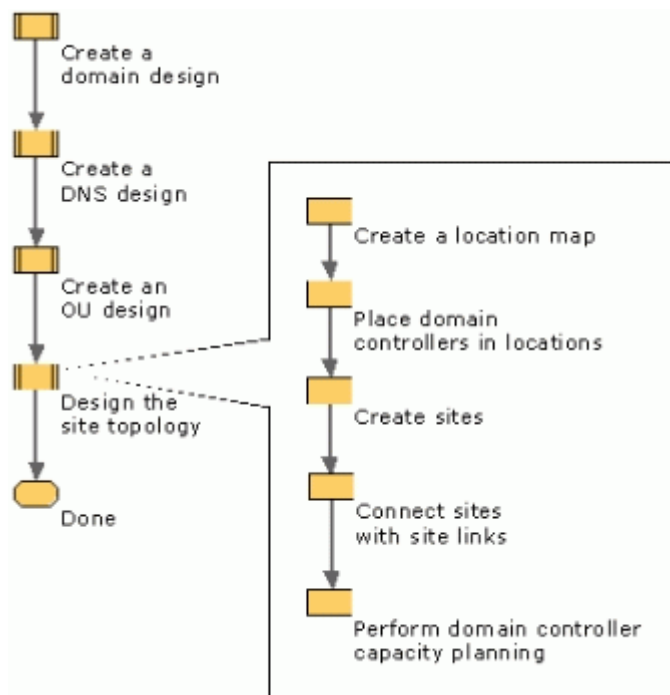 Create a
domain design
Create a
DNS design
Create an
OU design
Design the
site topology
Done
Create a location map
Place domain
controllers in locations
Create sites
Connect sites
with site links
Perform domain controller
capacity planning